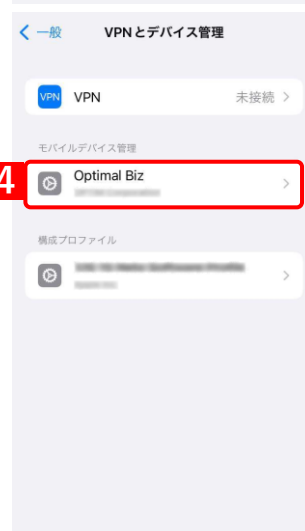 一般 VPNとデバイス管理
VPN VPN 未接続
モバイルデバイス管理
4
Optimal Biz
構成プロファイル